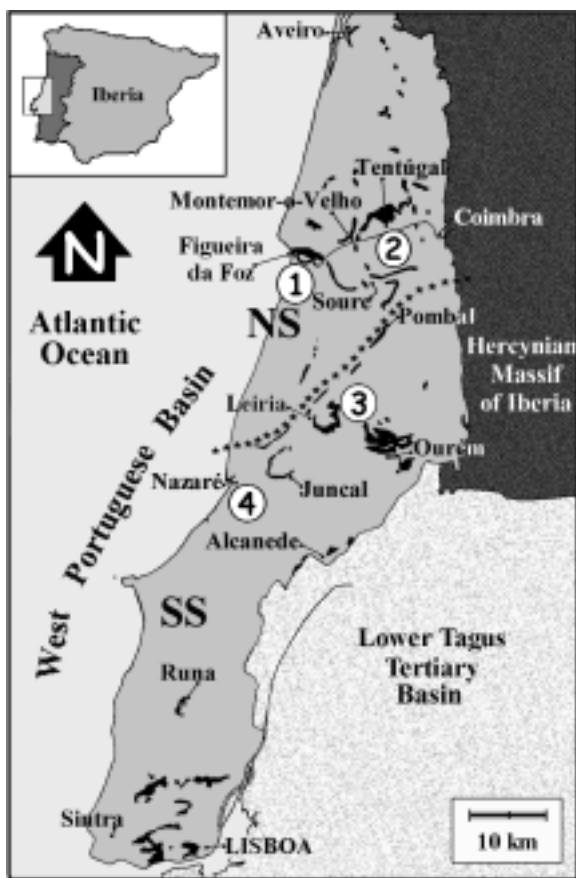 Aveiro
Iberia
Tentúgal
Montemor-o-Velho
Coimbra
2
Figueira
da Foz
N
1
Soure
NS
Pombal
Atlantic
Ocean
Hercynian
Massif
of Iberia
Leiria
3
Ourém
West Portuguese Basin
Nazaré
Juncal
4
Alcanede
SS
Lower Tagus
Tertiary
Basin
Runa
Sintra
LISBOA
10 km